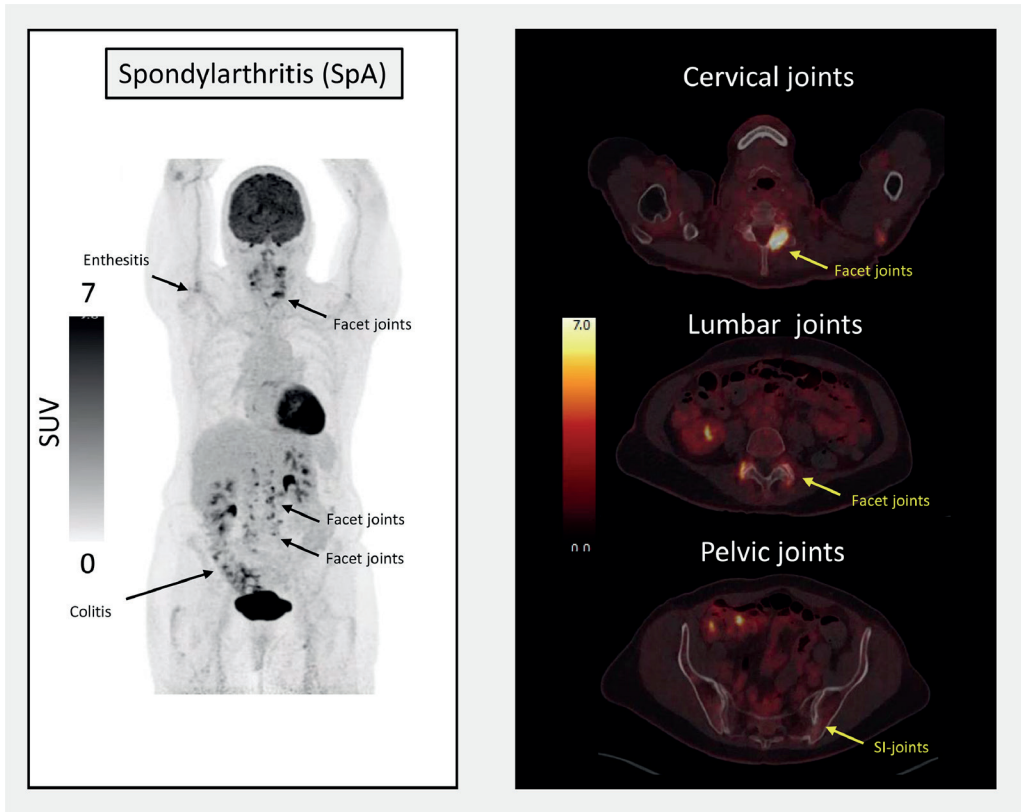 Spondylarthritis (SpA)
Enthesitis
7
Facet joints
SUV
Facet joints
Facet joints
0
Colitis
Cervical joints
Facet joints
Lumbar joints
7.0
Facet joints
Pelvic joints
SI-joints